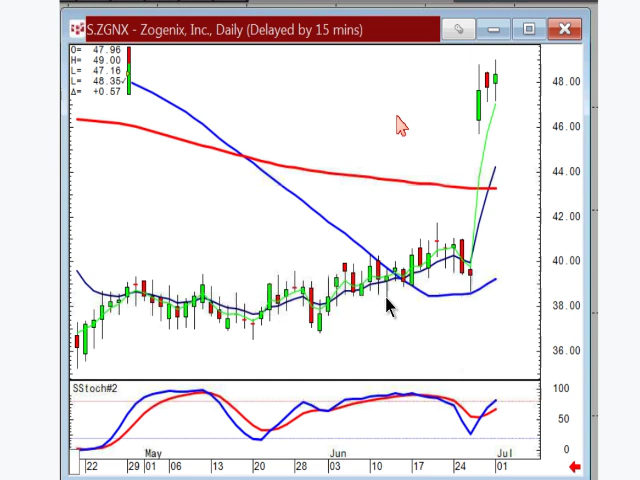 S.ZGNX - Zogenix, Inc., Daily (Delayed by 15 mins)
O= 47.96
H= 49.00
L= 47.16
L= 48.35✓
Δ= +0.57
48.00
46.00
44.00
42.00
40.00
38.00
36.00
SStoch#2
100
50
0
May Jun Jul
22 29 01 06 13 20 28 03 10 17 24 01